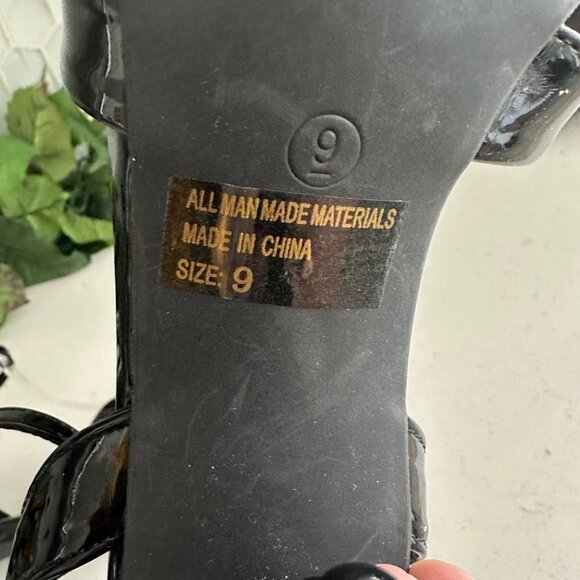 9
ALL MAN MADE MATERIALS
MADE IN CHINA
SIZE: 9